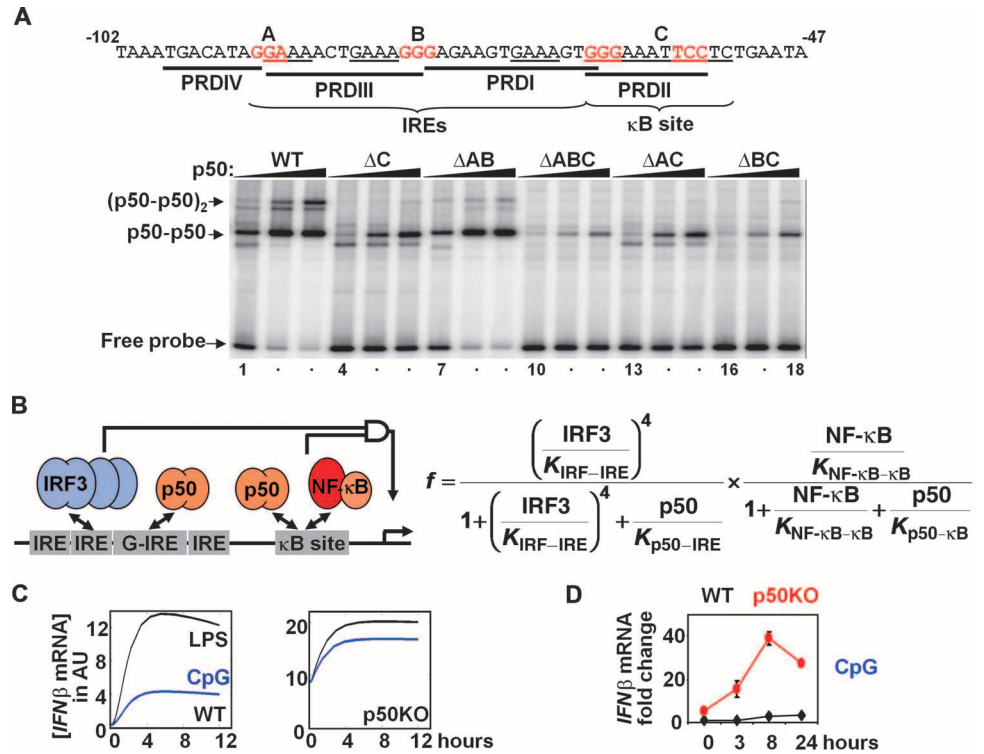 A
A B C
-102 TAAATGACATAGGAAAACTGAAAGGGAGAAGTGAAAGTGGGAAATTCCTCTGAATA -47
PRDIV PRDIII PRDI PRDII
IREs κB site
p50: WT ΔC ΔAB ΔABC ΔAC ΔBC
(p50-p50)₂
p50-p50
Free probe
1 · · 4 · · 7 · · 10 · · 13 · · 16 · 18
B
IRF3 p50 p50 NF-κB
IRE IRE G-IRE IRE κB site
f = (IRF3/K_IRF–IRE)^4 / (1+(IRF3/K_IRF–IRE)^4 + p50/K_p50–IRE) × (NF-κB/K_NF-κB–κB) / (1+ NF-κB/K_NF-κB–κB + p50/K_p50–κB)
C
[IFNβ mRNA] in AU
12
8
4
0
LPS
CpG
WT
0 4 8 12
20
10
0
p50KO
0 4 8 12 hours
D
WT p50KO
IFNβ mRNA fold change
40
20
0
CpG
0 3 8 24 hours